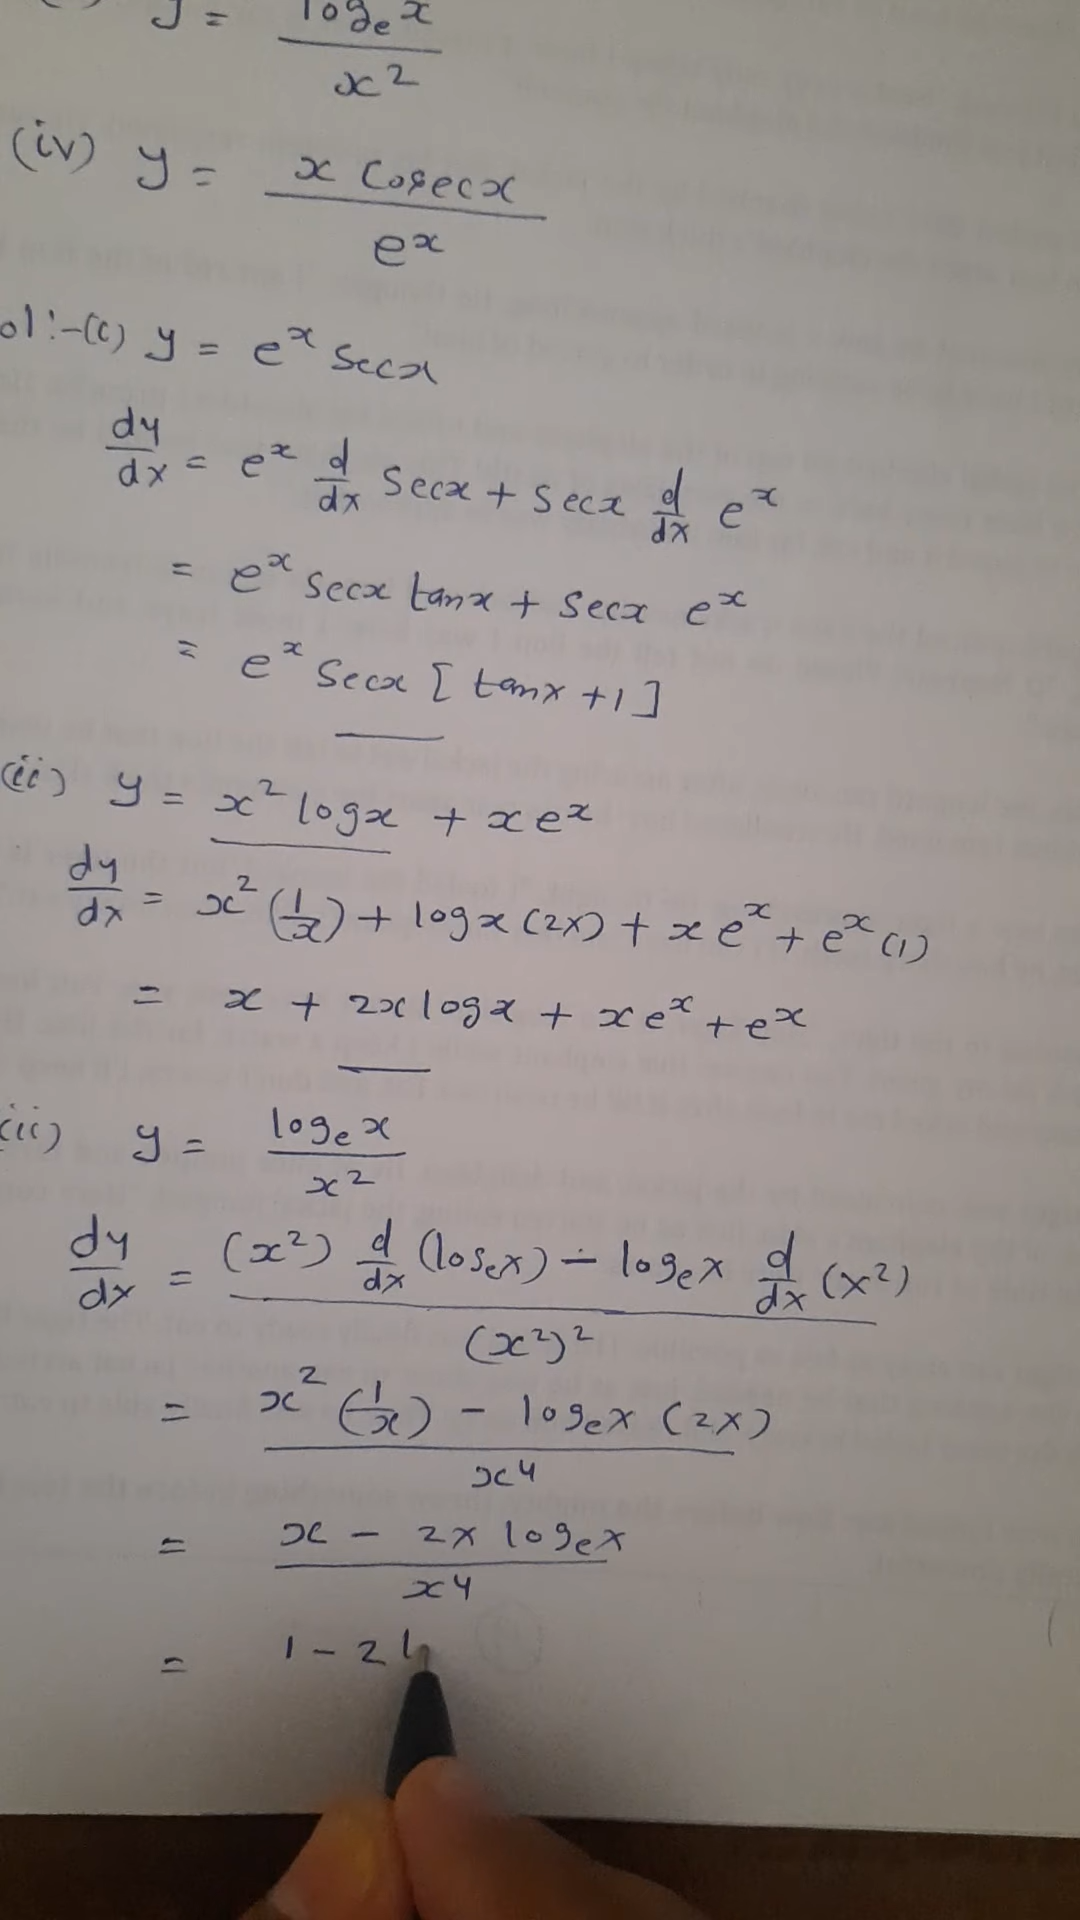 y = logₑx / x²
(iv) y = x Cosecx / eˣ
ol:-(i) y = eˣ Secx
dy/dx = eˣ d/dx Secx + Secx d/dx eˣ
= eˣ Secx tanx + Secx eˣ
= eˣ Secx [tanx + 1]
(ii) y = x² logx + xeˣ
dy/dx = x² (1/x) + logx (2x) + xeˣ + eˣ (1)
= x + 2x logx + xeˣ + eˣ
(iii) y = logₑx / x²
dy/dx = (x²) d/dx (logₑx) - logₑx d/dx (x²) / (x²)²
= x² (1/x) - logₑx (2x) / x⁴
= x - 2x logₑx / x⁴
= 1 - 2 l